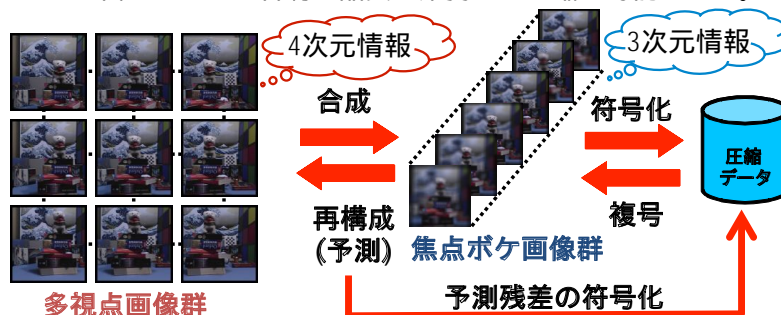 4次元情報
3次元情報
合成
符号化
圧縮
データ
再構成
(予測)
焦点ボケ画像群
複号
多視点画像群
予測残差の符号化